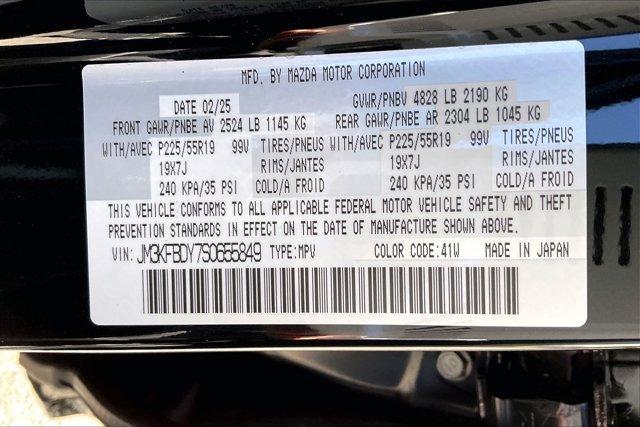 MFD. BY MAZDA MOTOR CORPORATION
DATE 02/25 GVWR/PNBV 4828 LB 2190 KG
FRONT GAWR/PNBE AV 2524 LB 1145 KG REAR GAWR/PNBE AR 2304 LB 1045 KG
WITH/AVEC P225/55R19 99V TIRES/PNEUS WITH/AVEC P225/55R19 99V TIRES/PNEUS
19X7J RIMS/JANTES 19X7J RIMS/JANTES
240 KPA/35 PSI COLD/A FROID 240 KPA/35 PSI COLD/A FROID
THIS VEHICLE CONFORMS TO ALL APPLICABLE FEDERAL MOTOR VEHICLE SAFETY AND THEFT
PREVENTION STANDARDS IN EFFECT ON THE DATE OF MANUFACTURE SHOWN ABOVE.
VIN: JM3KFBDY7S0655849 TYPE:MPV COLOR CODE:41W MADE IN JAPAN